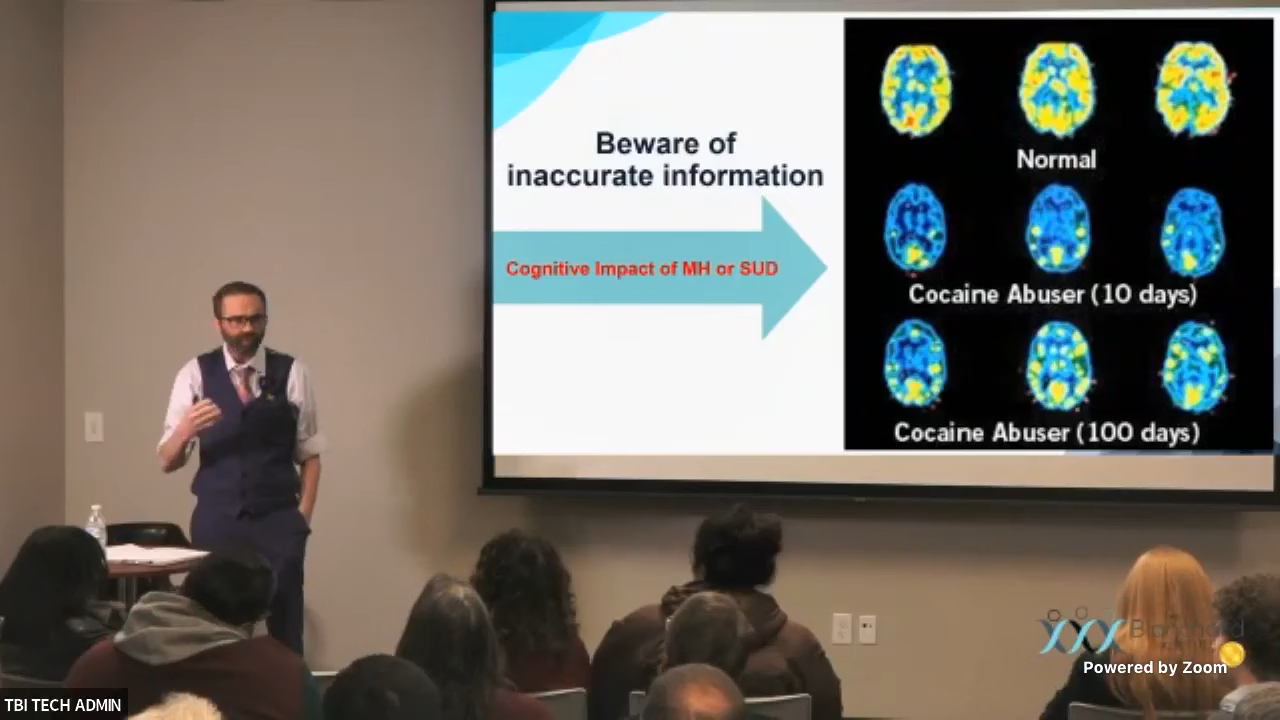 Beware of
inaccurate information
Cognitive Impact of MH or SUD
Normal
Cocaine Abuser (10 days)
Cocaine Abuser (100 days)
Powered by Zoom
TBI TECH ADMIN